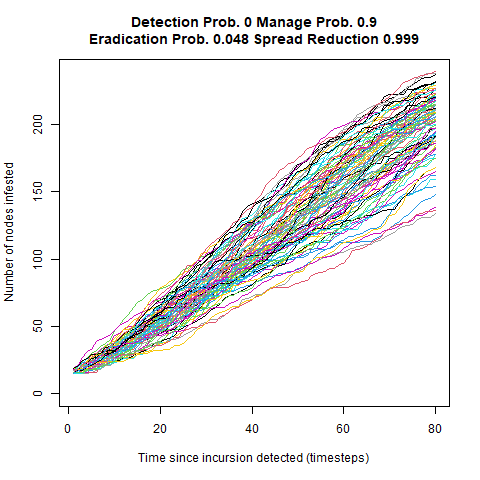 Detection Prob. 0 Manage Prob. 0.9
Eradication Prob. 0.048 Spread Reduction 0.999
Number of nodes infested
200
150
100
50
0
0 20 40 60 80
Time since incursion detected (timesteps)